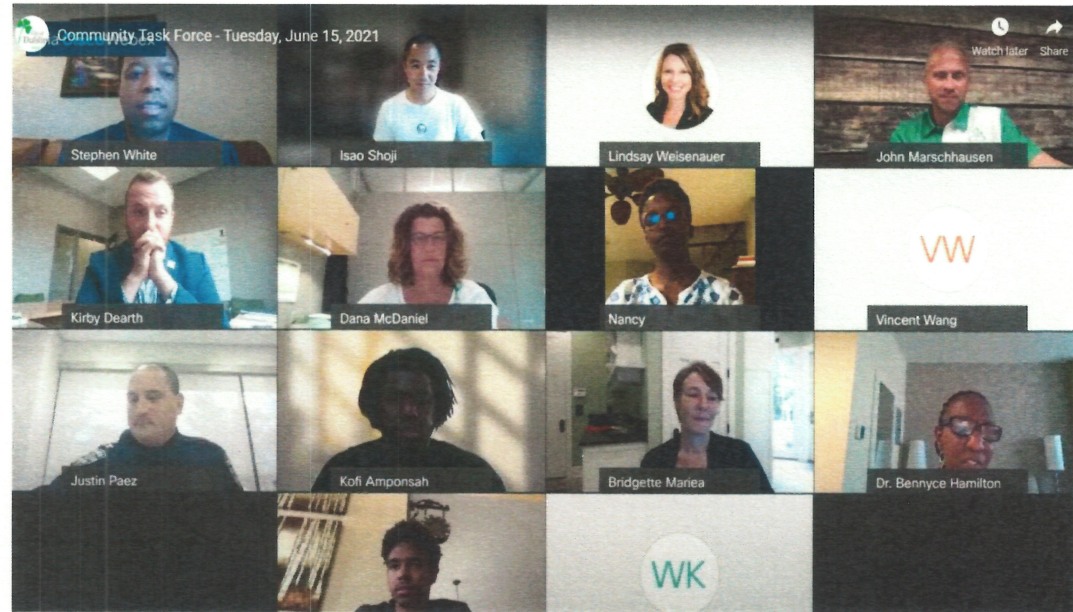 Community Task Force - Tuesday, June 15, 2021
Watch later
Share
Stephen White
Isao Shoji
Lindsay Weisenauer
John Marschhausen
Kirby Dearth
Dana McDaniel
Nancy
VW
Vincent Wang
Justin Paez
Kofi Amponsah
Bridgette Mariea
Dr. Bennyce Hamilton
WK